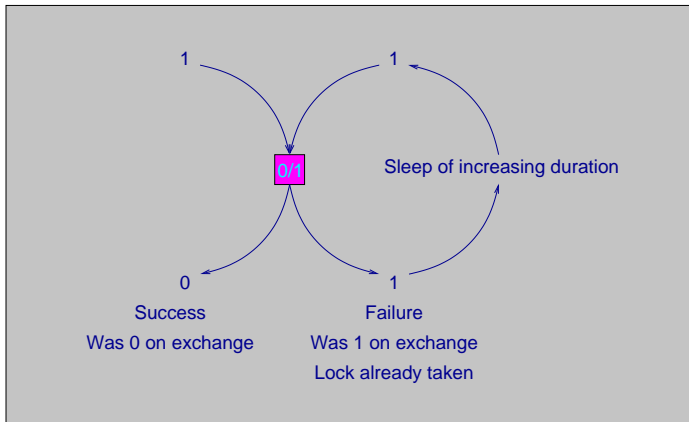 1
1
0/1
Sleep of increasing duration
0
1
Success
Failure
Was 0 on exchange
Was 1 on exchange
Lock already taken